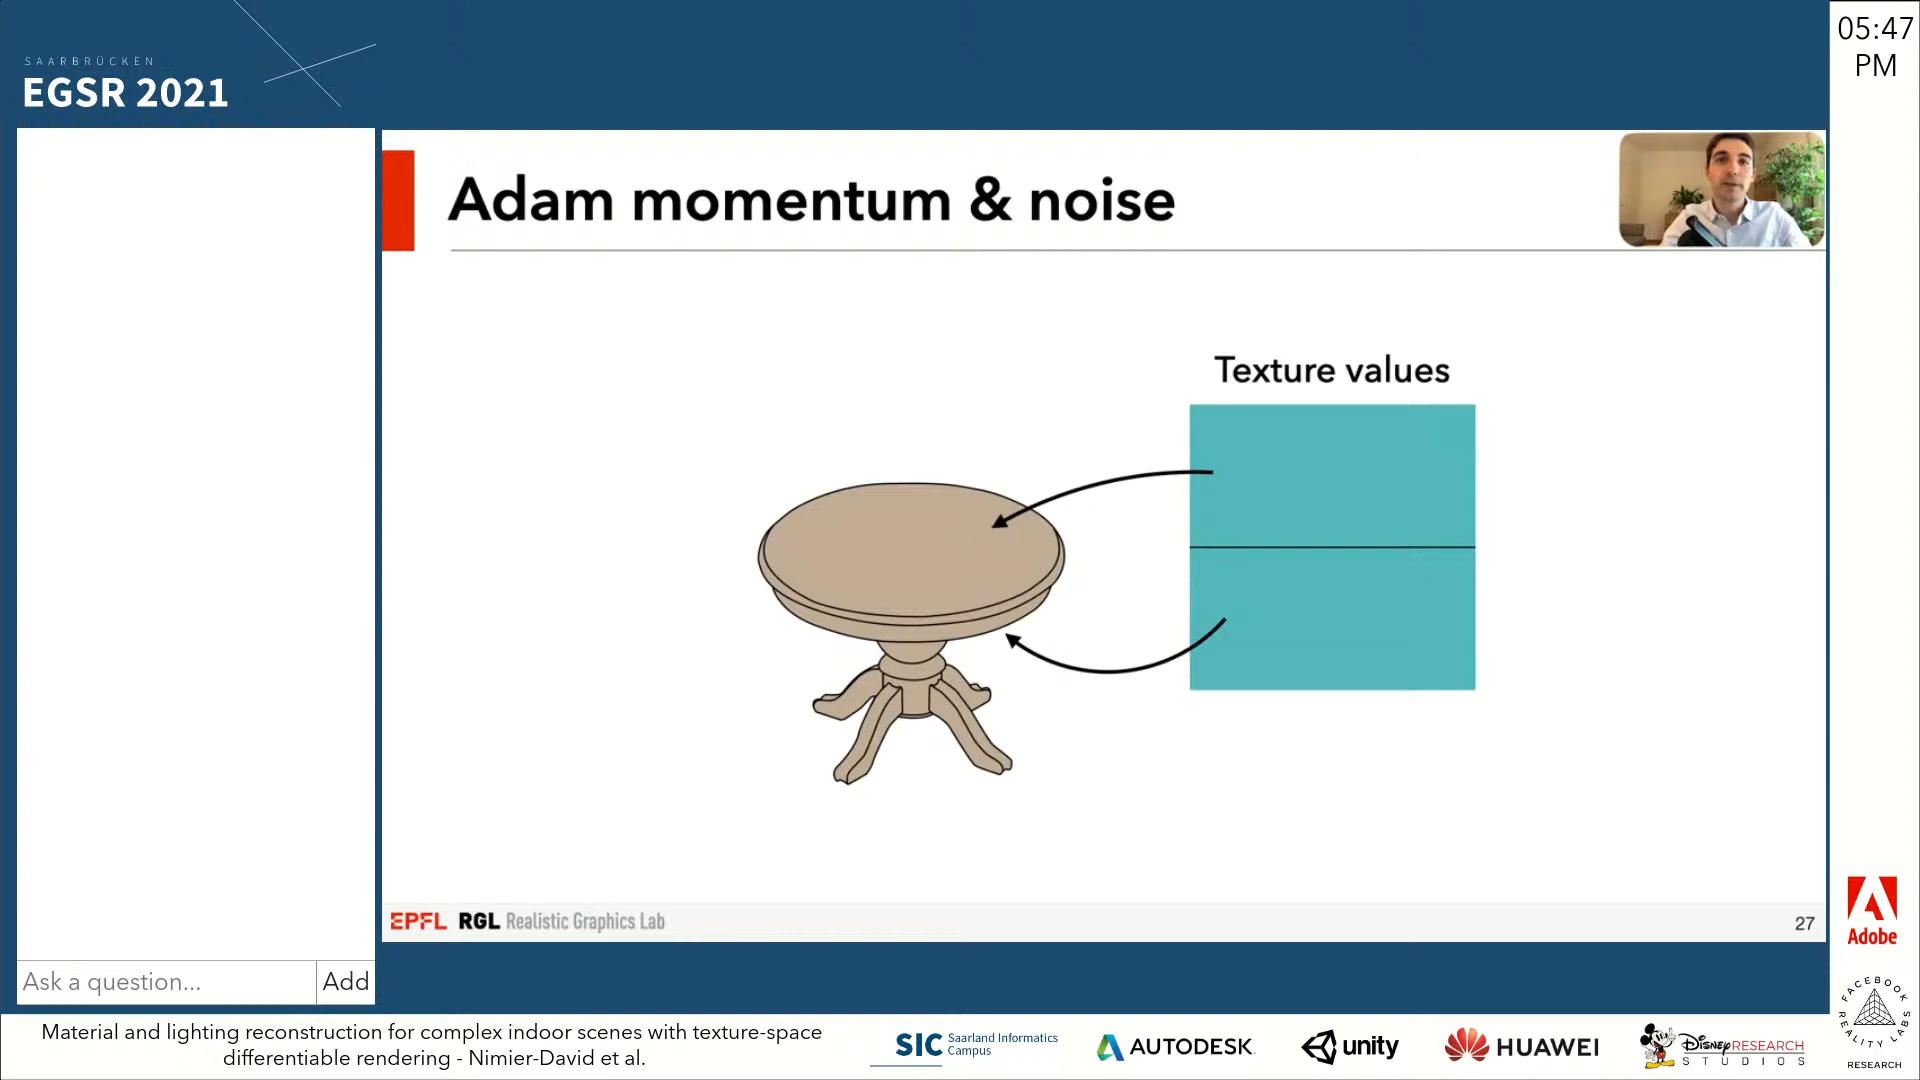 SAARBRÜCKEN
EGSR 2021
05:47
PM
Adam momentum & noise
Texture values
EPFL RGL Realistic Graphics Lab
27
Ask a question...
Add
Material and lighting reconstruction for complex indoor scenes with texture-space
differentiable rendering - Nimier-David et al.
SIC Saarland Informatics
Campus
AUTODESK
unity
HUAWEI
Disney RESEARCH
STUDIOS
Adobe
FACEBOOK
REALITY LABS
RESEARCH